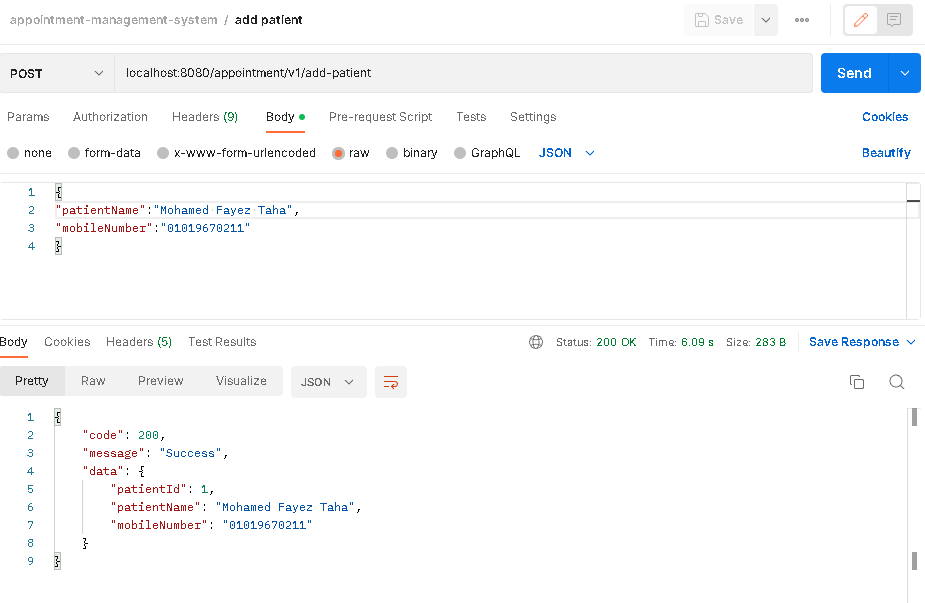 appointment-management-system / add patient
Save
POST
localhost:8080/appointment/v1/add-patient
Send
Params Authorization Headers (9) Body Pre-request Script Tests Settings Cookies
none form-data x-www-form-urlencoded raw binary GraphQL JSON Beautify
1 {
2 "patientName":"Mohamed Fayez Taha",
3 "mobileNumber":"01019670211"
4 }
Body Cookies Headers (5) Test Results Status: 200 OK Time: 6.09 s Size: 283 B Save Response
Pretty Raw Preview Visualize JSON
1 {
2 "code": 200,
3 "message": "Success",
4 "data": {
5 "patientId": 1,
6 "patientName": "Mohamed Fayez Taha",
7 "mobileNumber": "01019670211"
8 }
9 }